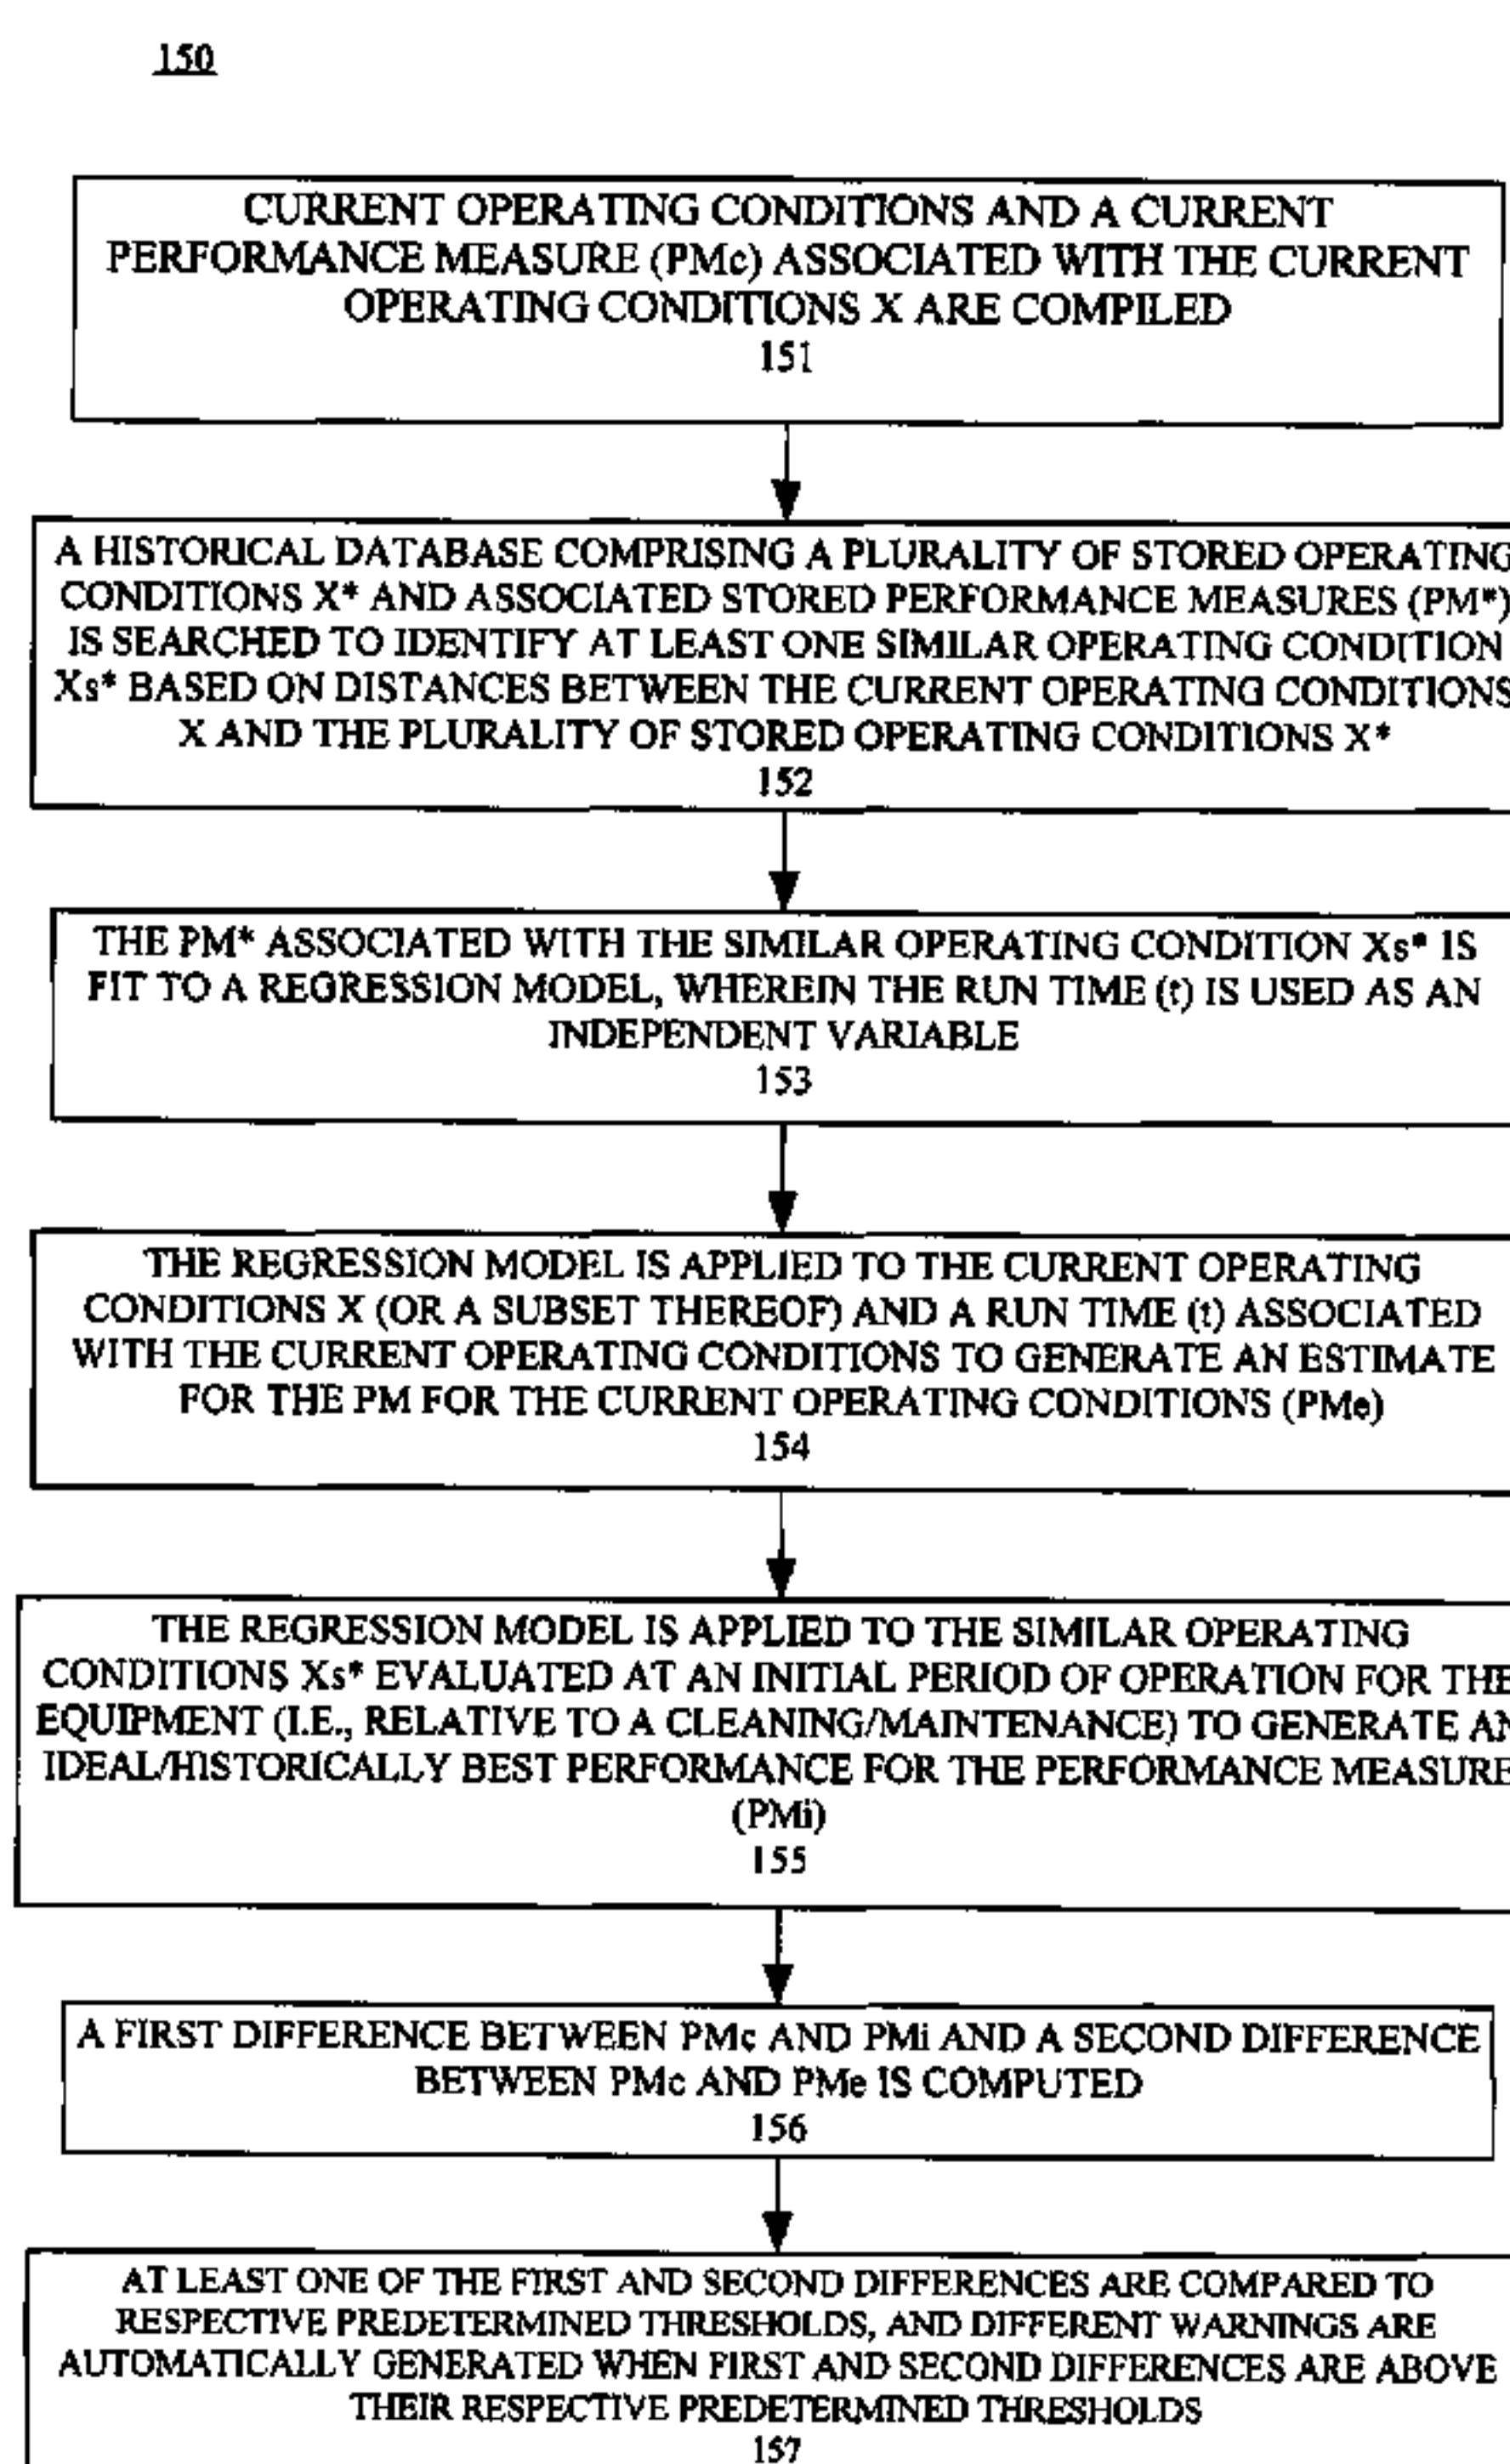 150
CURRENT OPERATING CONDITIONS AND A CURRENT
PERFORMANCE MEASURE (PMc) ASSOCIATED WITH THE CURRENT
OPERATING CONDITIONS X ARE COMPILED
151
A HISTORICAL DATABASE COMPRISING A PLURALITY OF STORED OPERATING
CONDITIONS X* AND ASSOCIATED STORED PERFORMANCE MEASURES (PM*)
IS SEARCHED TO IDENTIFY AT LEAST ONE SIMILAR OPERATING CONDITION
Xs* BASED ON DISTANCES BETWEEN THE CURRENT OPERATING CONDITIONS
X AND THE PLURALITY OF STORED OPERATING CONDITIONS X*
152
THE PM* ASSOCIATED WITH THE SIMILAR OPERATING CONDITION Xs* IS
FIT TO A REGRESSION MODEL, WHEREIN THE RUN TIME (t) IS USED AS AN
INDEPENDENT VARIABLE
153
THE REGRESSION MODEL IS APPLIED TO THE CURRENT OPERATING
CONDITIONS X (OR A SUBSET THEREOF) AND A RUN TIME (t) ASSOCIATED
WITH THE CURRENT OPERATING CONDITIONS TO GENERATE AN ESTIMATE
FOR THE PM FOR THE CURRENT OPERATING CONDITIONS (PMe)
154
THE REGRESSION MODEL IS APPLIED TO THE SIMILAR OPERATING
CONDITIONS Xs* EVALUATED AT AN INITIAL PERIOD OF OPERATION FOR THE
EQUIPMENT (I.E., RELATIVE TO A CLEANING/MAINTENANCE) TO GENERATE AN
IDEAL/HISTORICALLY BEST PERFORMANCE FOR THE PERFORMANCE MEASURE
(PMi)
155
A FIRST DIFFERENCE BETWEEN PMc AND PMi AND A SECOND DIFFERENCE
BETWEEN PMc AND PMe IS COMPUTED
156
AT LEAST ONE OF THE FIRST AND SECOND DIFFERENCES ARE COMPARED TO
RESPECTIVE PREDETERMINED THRESHOLDS, AND DIFFERENT WARNINGS ARE
AUTOMATICALLY GENERATED WHEN FIRST AND SECOND DIFFERENCES ARE ABOVE
THEIR RESPECTIVE PREDETERMINED THRESHOLDS
157